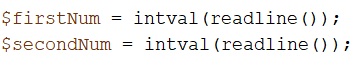 $firstNum = intval(readline());
$secondNum = intval(readline());